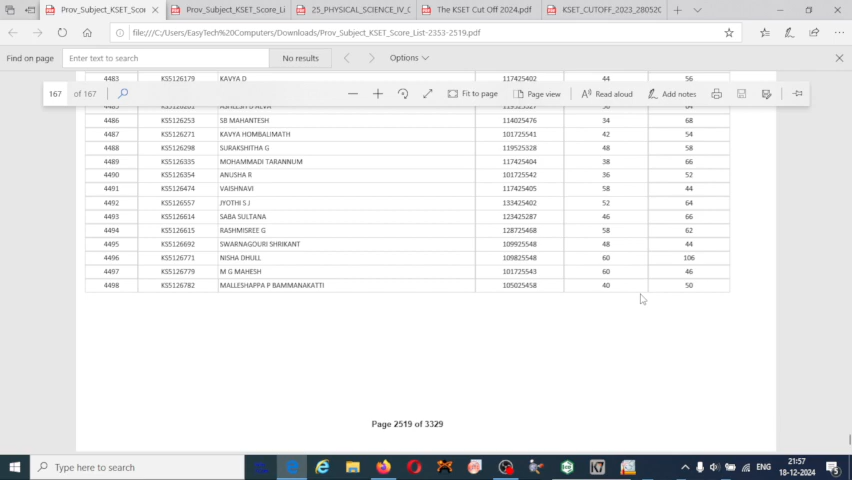 Prov_Subject_KSET_Scor
Prov_Subject_KSET_Score_Li
25_PHYSICAL_SCIENCE_IV_C
The KSET Cut Off 2024.pdf
KSET_CUTOFF_2023_280520
file:///C:/Users/EasyTech%20Computers/Downloads/Prov_Subject_KSET_Score_List-2353-2519.pdf
Find on page
Enter text to search
No results
Options
4483 KS5126179 KAVYA D 117425402 44 56
167 of 167
Fit to page
Page view
Read aloud
Add notes
4486 KS5126253 SB MAHANTESH 114025476 34 68
4487 KS5126271 KAVYA HOMBALIMATH 101725541 42 54
4488 KS5126298 SURAKSHITHA G 119525328 48 58
4489 KS5126335 MOHAMMADI TARANNUM 117425404 38 66
4490 KS5126354 ANUSHA R 101725542 36 52
4491 KS5126474 VAISHNAVI 117425405 58 44
4492 KS5126557 JYOTHI S J 133425402 52 64
4493 KS5126614 SABA SULTANA 123425287 46 66
4494 KS5126615 RASHMISREE G 128725468 58 62
4495 KS5126692 SWARNAGOURI SHRIKANT 109925548 48 44
4496 KS5126771 NISHA DHULL 109825548 60 106
4497 KS5126779 M G MAHESH 101725543 60 46
4498 KS5126782 MALLESHAPPA P BAMMANAKATTI 105025458 40 50
Page 2519 of 3329
Type here to search
ENG
21:57
18-12-2024